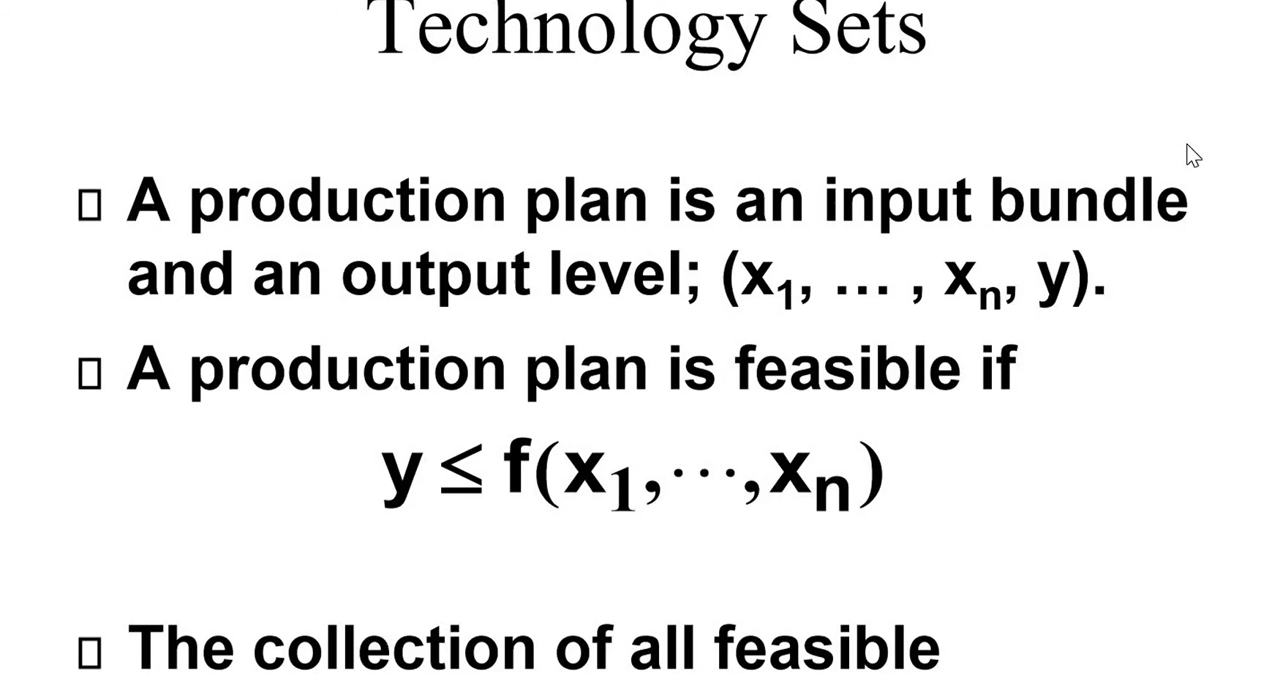 Technology Sets
▯ A production plan is an input bundle
and an output level; (x₁, … , xₙ, y).
▯ A production plan is feasible if
y ≤ f(x₁,⋯,xₙ)
▯ The collection of all feasible